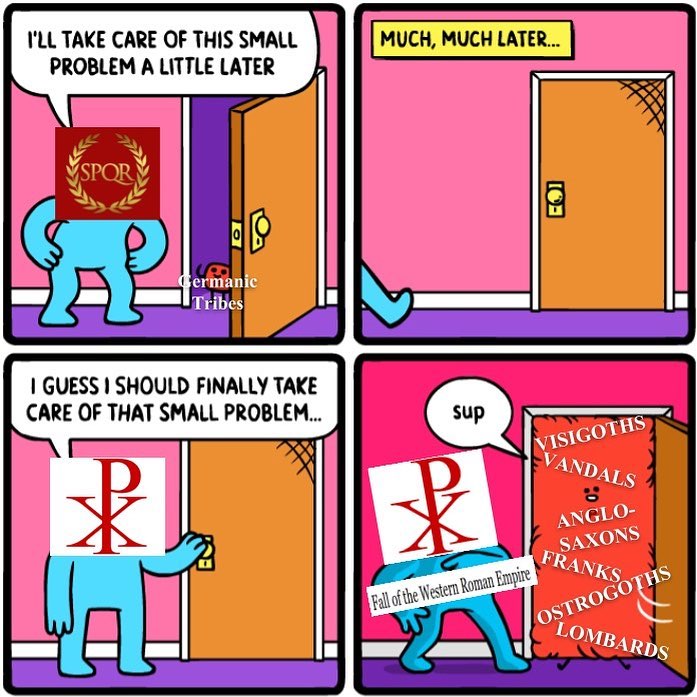 I'LL TAKE CARE OF THIS SMALL
PROBLEM A LITTLE LATER
SPQR
Germanic
Tribes
MUCH, MUCH LATER...
I GUESS I SHOULD FINALLY TAKE
CARE OF THAT SMALL PROBLEM...
sup
Fall of the Western Roman Empire
VISIGOTHS
VANDALS
ANGLO-
SAXONS
FRANKS
OSTROGOTHS
LOMBARDS